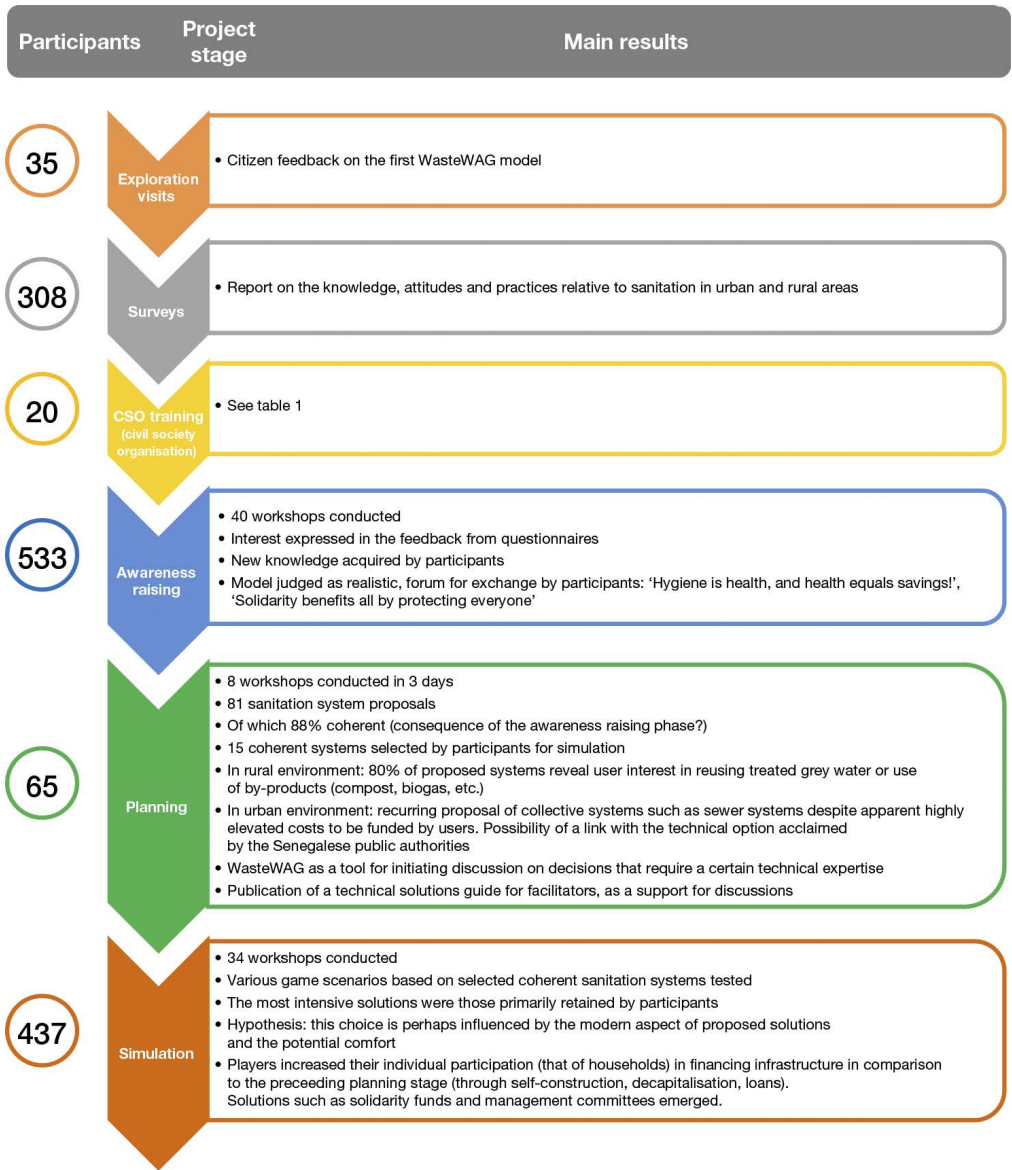 Participants
Project
stage
Main results
35
Exploration
visits
• Citizen feedback on the first WasteWAG model
308
Surveys
• Report on the knowledge, attitudes and practices relative to sanitation in urban and rural areas
20
CSO training
(civil society
organisation)
• See table 1
533
Awareness
raising
• 40 workshops conducted
• Interest expressed in the feedback from questionnaires
• New knowledge acquired by participants
• Model judged as realistic, forum for exchange by participants: ‘Hygiene is health, and health equals savings!’,
‘Solidarity benefits all by protecting everyone’
65
Planning
• 8 workshops conducted in 3 days
• 81 sanitation system proposals
• Of which 88% coherent (consequence of the awareness raising phase?)
• 15 coherent systems selected by participants for simulation
• In rural environment: 80% of proposed systems reveal user interest in reusing treated grey water or use
of by-products (compost, biogas, etc.)
• In urban environment: recurring proposal of collective systems such as sewer systems despite apparent highly
elevated costs to be funded by users. Possibility of a link with the technical option acclaimed
by the Senegalese public authorities
• WasteWAG as a tool for initiating discussion on decisions that require a certain technical expertise
• Publication of a technical solutions guide for facilitators, as a support for discussions
437
Simulation
• 34 workshops conducted
• Various game scenarios based on selected coherent sanitation systems tested
• The most intensive solutions were those primarily retained by participants
• Hypothesis: this choice is perhaps influenced by the modern aspect of proposed solutions
and the potential comfort
• Players increased their individual participation (that of households) in financing infrastructure in comparison
to the preceeding planning stage (through self-construction, decapitalisation, loans).
Solutions such as solidarity funds and management committees emerged.